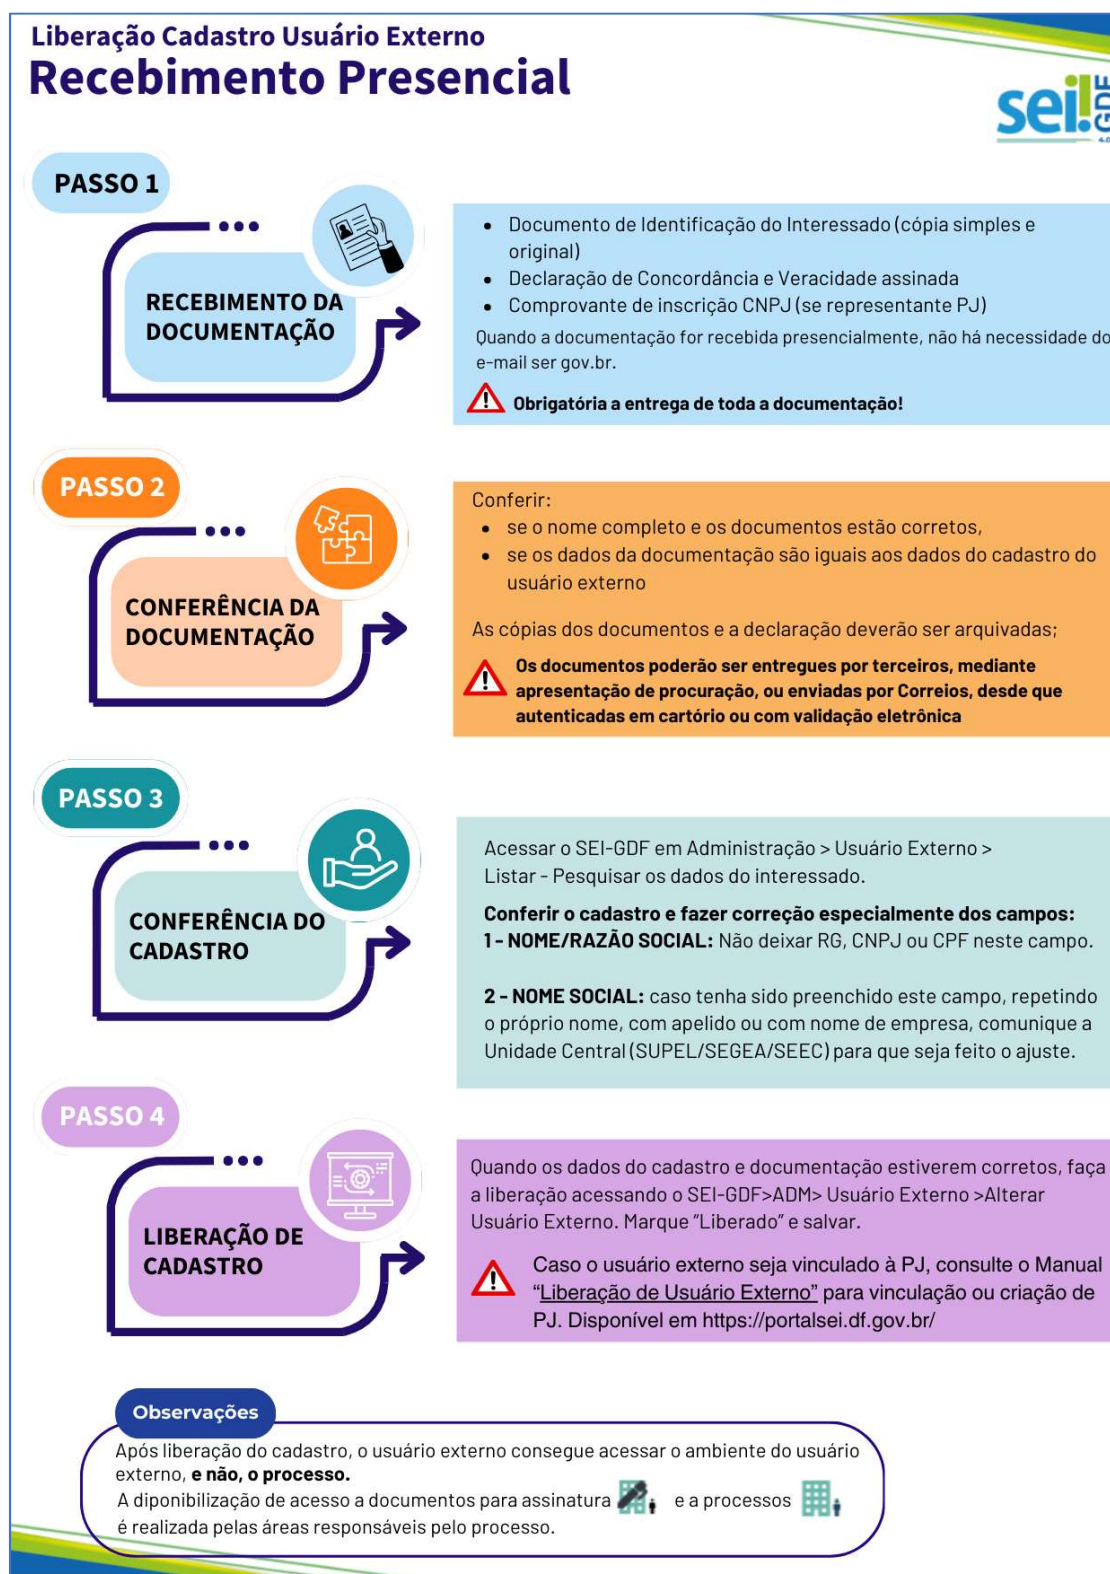 Liberação Cadastro Usuário Externo
Recebimento Presencial
sei! GDF
4.0
PASSO 1
RECEBIMENTO DA
DOCUMENTAÇÃO
• Documento de Identificação do Interessado (cópia simples e
original)
• Declaração de Concordância e Veracidade assinada
• Comprovante de inscrição CNPJ (se representante PJ)
Quando a documentação for recebida presencialmente, não há necessidade do
e-mail ser gov.br.
Obrigatória a entrega de toda a documentação!
PASSO 2
CONFERÊNCIA DA
DOCUMENTAÇÃO
Conferir:
• se o nome completo e os documentos estão corretos,
• se os dados da documentação são iguais aos dados do cadastro do
usuário externo
As cópias dos documentos e a declaração deverão ser arquivadas;
Os documentos poderão ser entregues por terceiros, mediante
apresentação de procuração, ou enviadas por Correios, desde que
autenticadas em cartório ou com validação eletrônica
PASSO 3
CONFERÊNCIA DO
CADASTRO
Acessar o SEI-GDF em Administração > Usuário Externo >
Listar - Pesquisar os dados do interessado.
Conferir o cadastro e fazer correção especialmente dos campos:
1 - NOME/RAZÃO SOCIAL: Não deixar RG, CNPJ ou CPF neste campo.
2 - NOME SOCIAL: caso tenha sido preenchido este campo, repetindo
o próprio nome, com apelido ou com nome de empresa, comunique a
Unidade Central (SUPEL/SEGEA/SEEC) para que seja feito o ajuste.
PASSO 4
LIBERAÇÃO DE
CADASTRO
Quando os dados do cadastro e documentação estiverem corretos, faça
a liberação acessando o SEI-GDF>ADM> Usuário Externo >Alterar
Usuário Externo. Marque “Liberado” e salvar.
Caso o usuário externo seja vinculado à PJ, consulte o Manual
“Liberação de Usuário Externo” para vinculação ou criação de
PJ. Disponível em https://portalsei.df.gov.br/
Observações
Após liberação do cadastro, o usuário externo consegue acessar o ambiente do usuário
externo, e não, o processo.
A diponibilização de acesso a documentos para assinatura e a processos
é realizada pelas áreas responsáveis pelo processo.